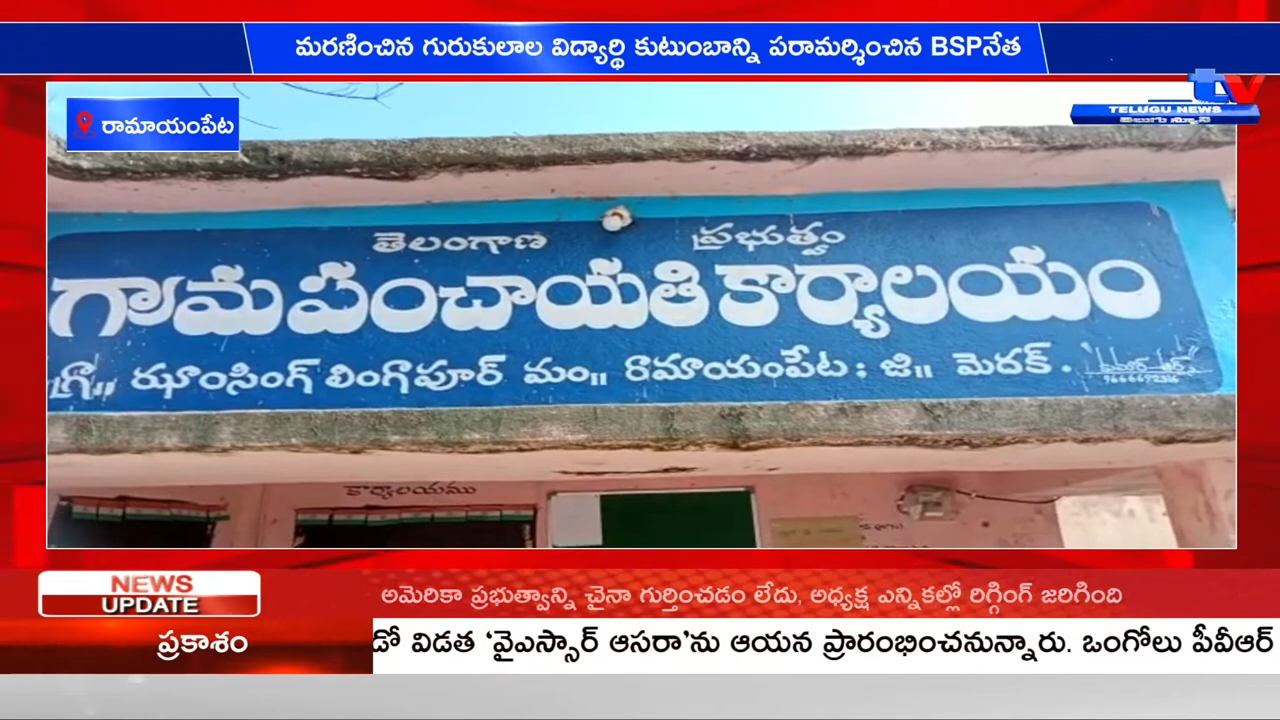 మరణించిన గురుకులాల విద్యార్థి కుటుంబాన్ని పరామర్శించిన BSPనేత
రామాయంపేట
tv
TELUGU NEWS
తెలుగు న్యూస్
తెలంగాణ ప్రభుత్వం
గ్రామ పంచాయతి కార్యాలయం
గ్రా,, ఝాంసింగ్ లింగాపూర్ మం,, రామాయంపేట: జి,, మెదక్.
కార్యాలయము
NEWS
UPDATE
అమెరికా ప్రభుత్వాన్ని చైనా గుర్తించడం లేదు, అధ్యక్ష ఎన్నికల్లో రిగ్గింగ్ జరిగింది
ప్రకాశం
డో విడత ‘వైఎస్సార్ ఆసరా’ను ఆయన ప్రారంభించనున్నారు. ఒంగోలు పీవీఆర్